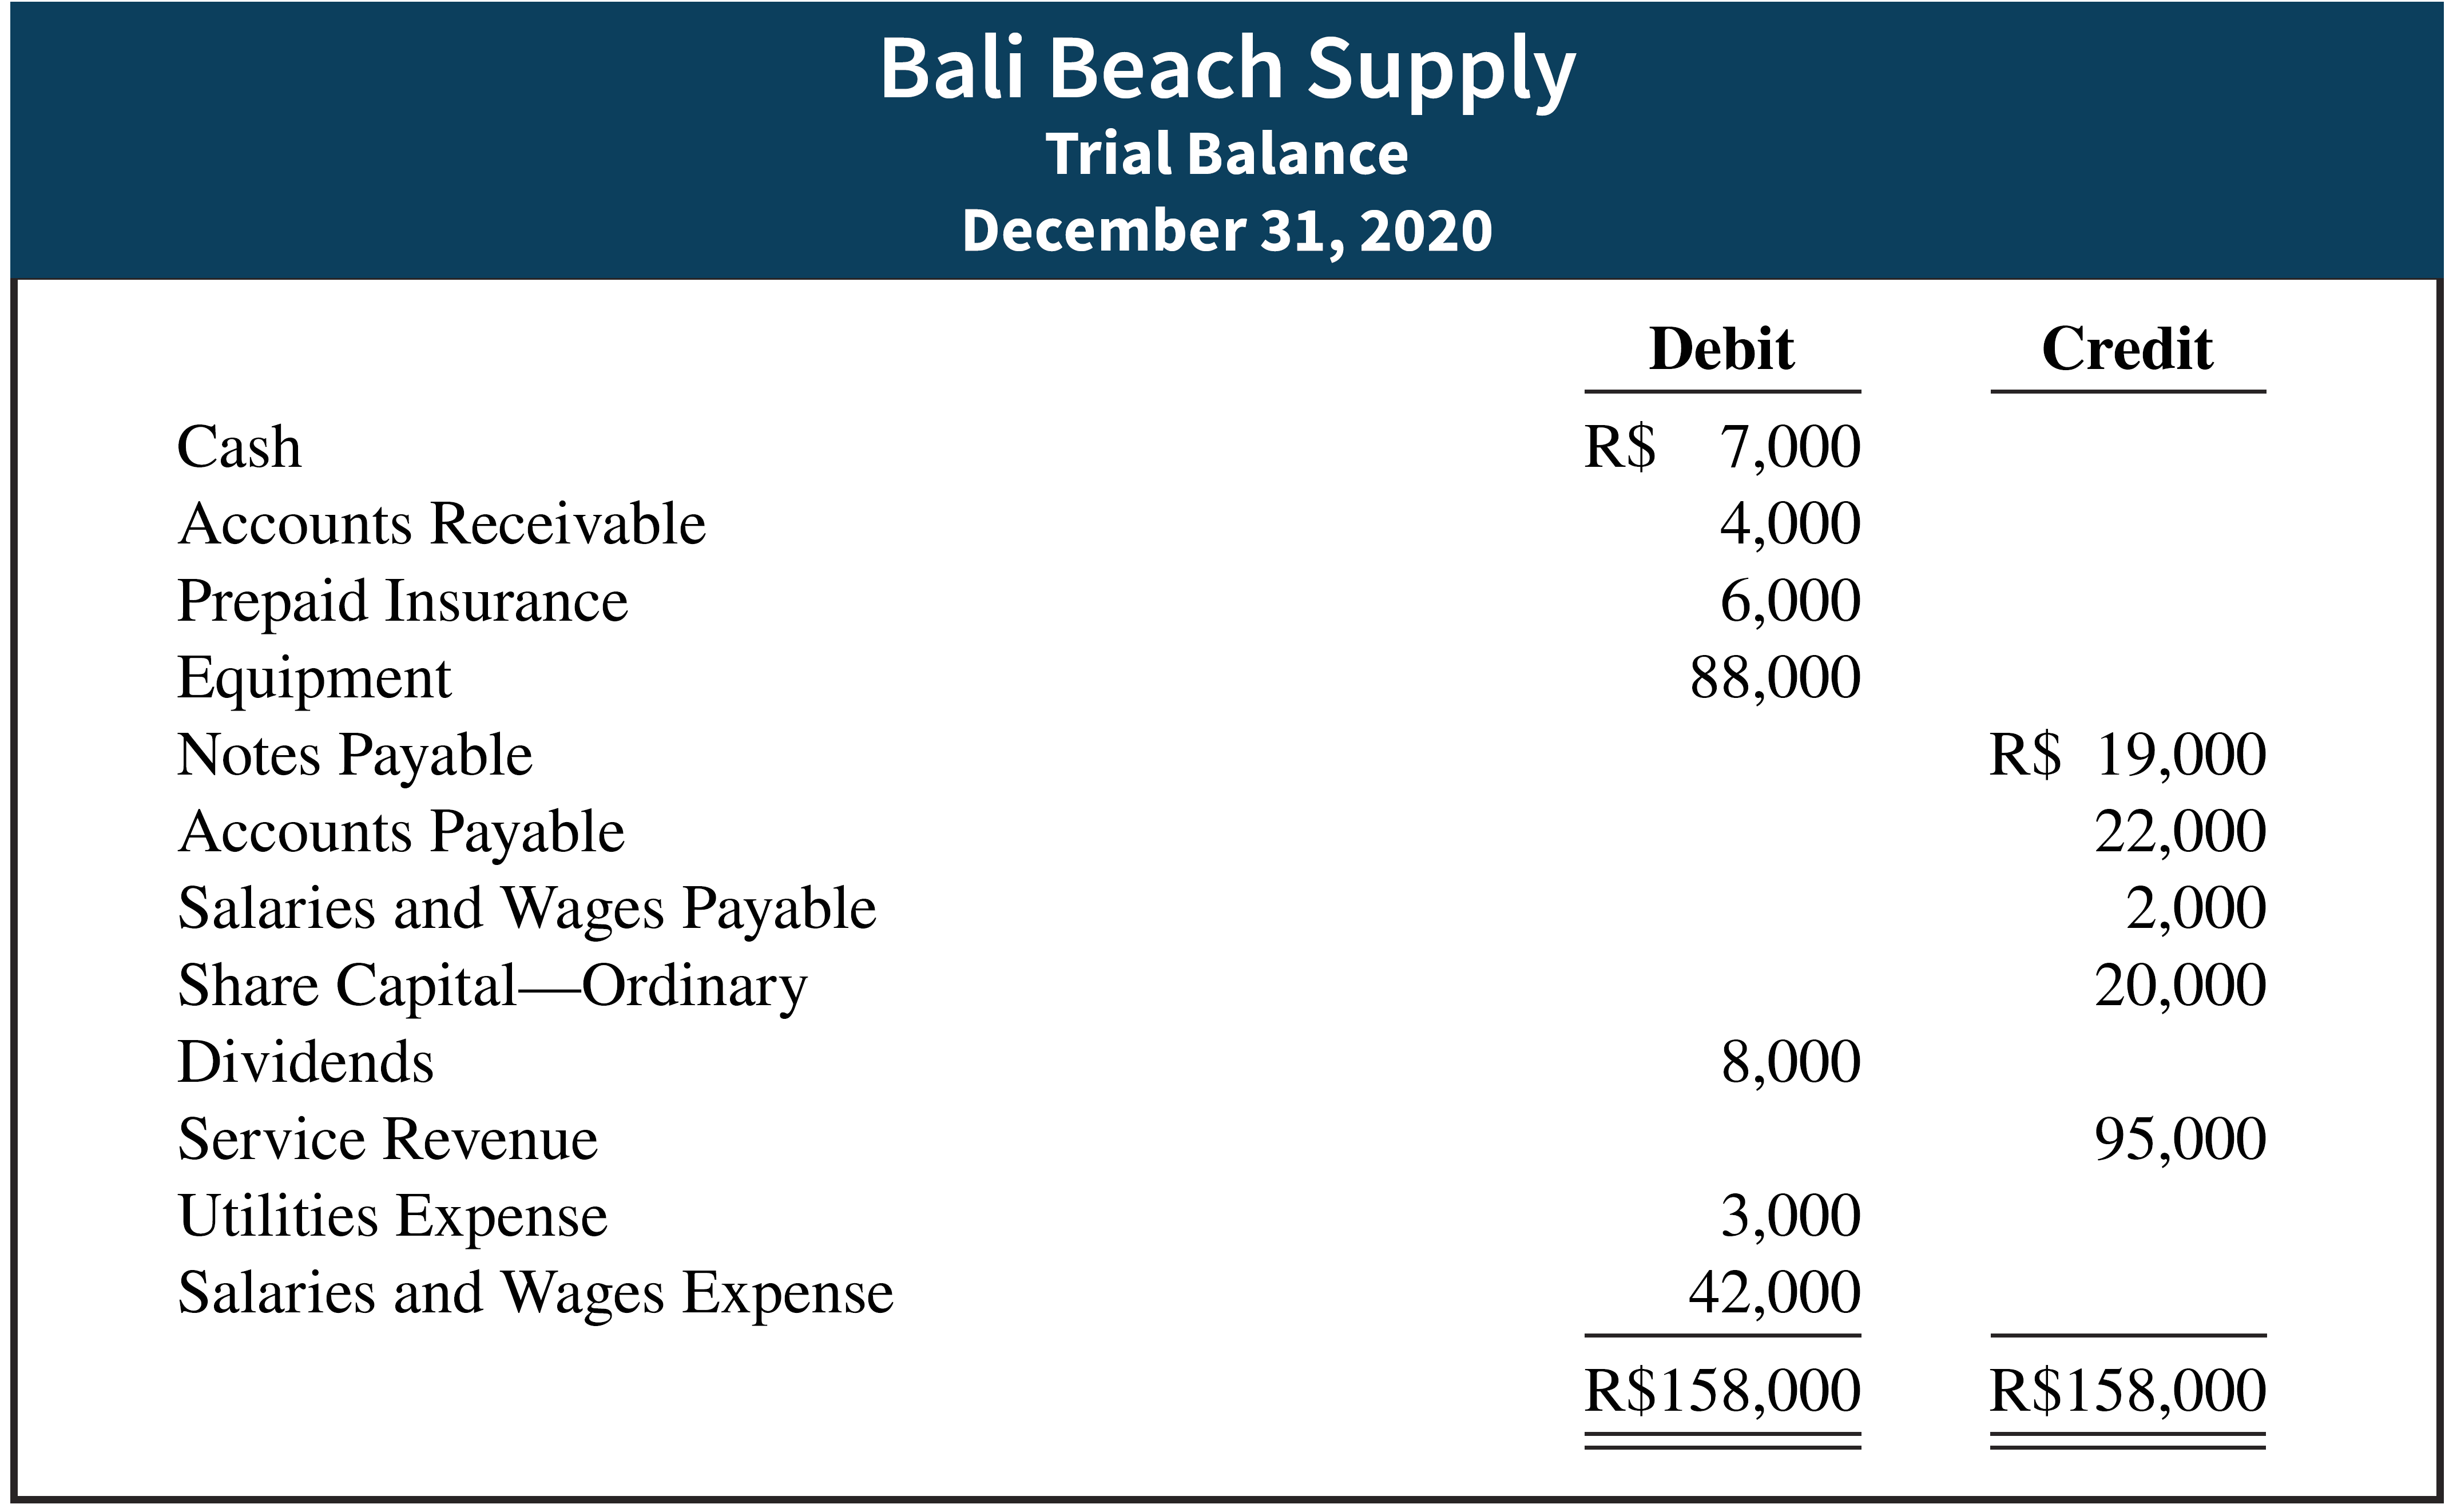 Bali Beach Supply
Trial Balance
December 31, 2020
Debit Credit
Cash R$ 7,000
Accounts Receivable 4,000
Prepaid Insurance 6,000
Equipment 88,000
Notes Payable R$ 19,000
Accounts Payable 22,000
Salaries and Wages Payable 2,000
Share Capital—Ordinary 20,000
Dividends 8,000
Service Revenue 95,000
Utilities Expense 3,000
Salaries and Wages Expense 42,000
R$158,000 R$158,000